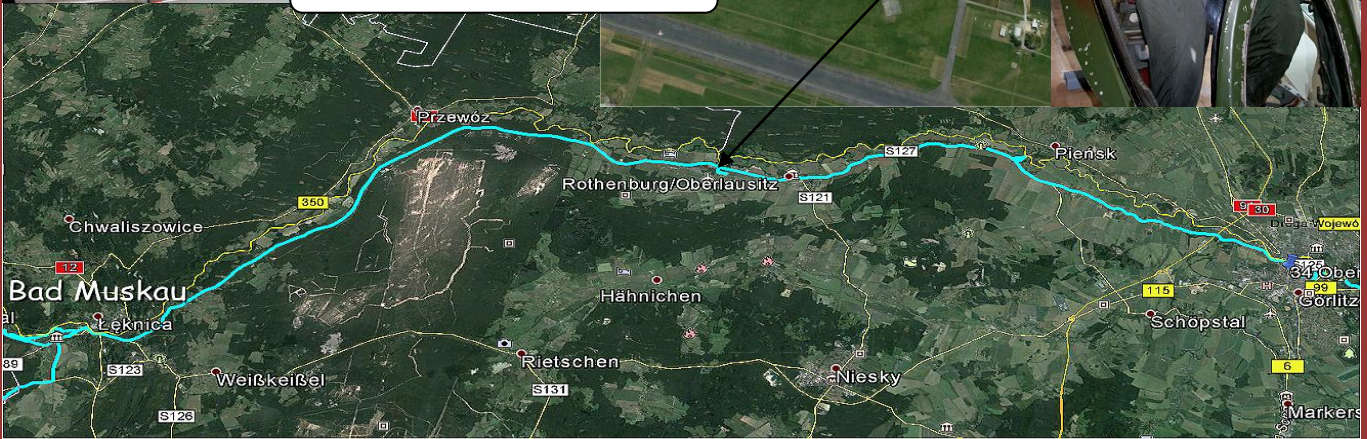 Przewóz
Pieńsk
S127
Rothenburg/Oberlausitz
S121
350
30
Chwaliszowice
12
Bad Muskau
Hähnichen
115
99
Görlitz
Łęknica
Schöpstal
89
S123
Rietschen
Weißkeißel
Niesky
6
S131
S126
Markers